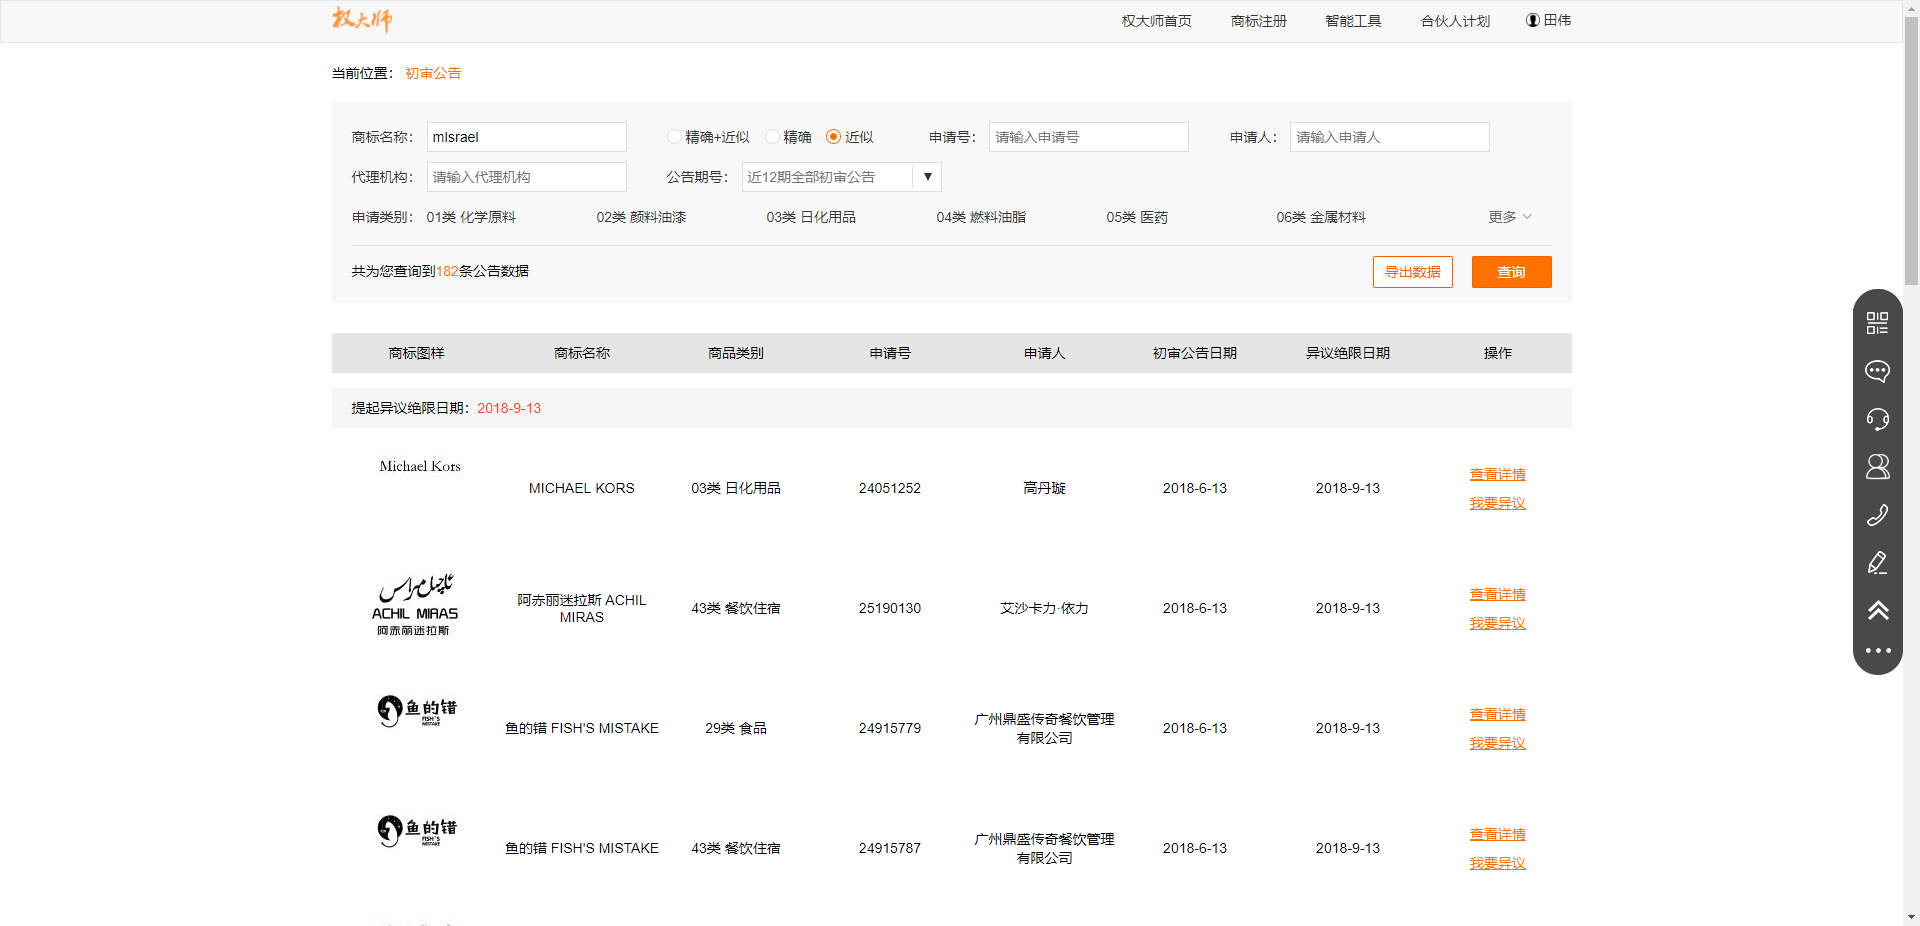 权大师
权大师首页 商标注册 智能工具 合伙人计划 田伟
当前位置： 初审公告
商标名称： mIsrael 精确+近似 精确 近似 申请号： 请输入申请号 申请人： 请输入申请人
代理机构： 请输入代理机构 公告期号： 近12期全部初审公告
申请类别： 01类 化学原料 02类 颜料油漆 03类 日化用品 04类 燃料油脂 05类 医药 06类 金属材料 更多
共为您查询到182条公告数据 导出数据 查询
商标图样 商标名称 商品类别 申请号 申请人 初审公告日期 异议绝限日期 操作
提起异议绝限日期：2018-9-13
Michael Kors
MICHAEL KORS 03类 日化用品 24051252 高丹璇 2018-6-13 2018-9-13
查看详情
我要异议
ACHIL MIRAS
阿赤丽迷拉斯
阿赤丽迷拉斯 ACHIL
MIRAS
43类 餐饮住宿 25190130 艾沙卡力·依力 2018-6-13 2018-9-13
查看详情
我要异议
鱼的错
FISH'S
MISTAKE
鱼的错 FISH'S MISTAKE 29类 食品 24915779
广州鼎盛传奇餐饮管理
有限公司
2018-6-13 2018-9-13
查看详情
我要异议
鱼的错
FISH'S
MISTAKE
鱼的错 FISH'S MISTAKE 43类 餐饮住宿 24915787
广州鼎盛传奇餐饮管理
有限公司
2018-6-13 2018-9-13
查看详情
我要异议